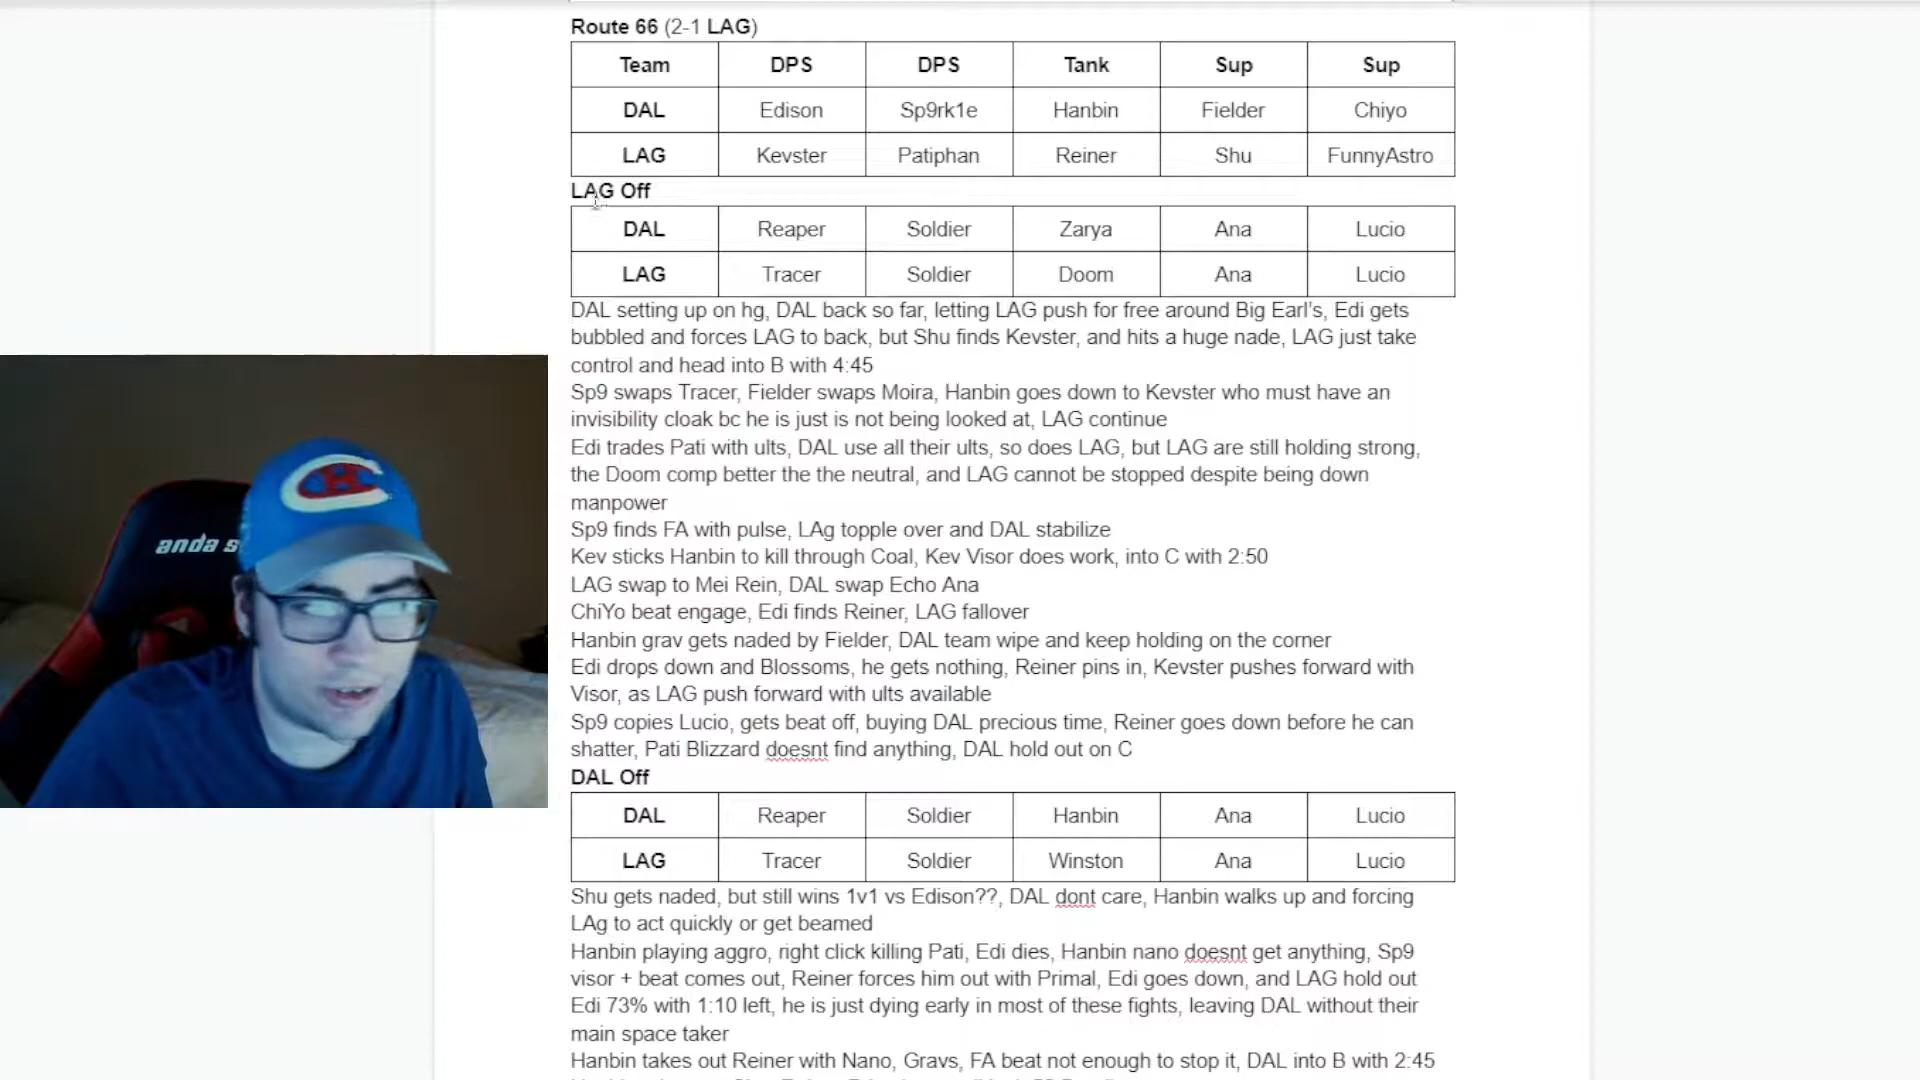 Route 66 (2-1 LAG)
Team DPS DPS Tank Sup Sup
DAL Edison Sp9rk1e Hanbin Fielder Chiyo
LAG Kevster Patiphan Reiner Shu FunnyAstro
LAG Off
DAL Reaper Soldier Zarya Ana Lucio
LAG Tracer Soldier Doom Ana Lucio
DAL setting up on hg, DAL back so far, letting LAG push for free around Big Earl's, Edi gets
bubbled and forces LAG to back, but Shu finds Kevster, and hits a huge nade, LAG just take
control and head into B with 4:45
Sp9 swaps Tracer, Fielder swaps Moira, Hanbin goes down to Kevster who must have an
invisibility cloak bc he is just is not being looked at, LAG continue
Edi trades Pati with ults, DAL use all their ults, so does LAG, but LAG are still holding strong,
the Doom comp better the the neutral, and LAG cannot be stopped despite being down
manpower
Sp9 finds FA with pulse, LAg topple over and DAL stabilize
Kev sticks Hanbin to kill through Coal, Kev Visor does work, into C with 2:50
LAG swap to Mei Rein, DAL swap Echo Ana
ChiYo beat engage, Edi finds Reiner, LAG fallover
Hanbin grav gets naded by Fielder, DAL team wipe and keep holding on the corner
Edi drops down and Blossoms, he gets nothing, Reiner pins in, Kevster pushes forward with
Visor, as LAG push forward with ults available
Sp9 copies Lucio, gets beat off, buying DAL precious time, Reiner goes down before he can
shatter, Pati Blizzard doesnt find anything, DAL hold out on C
DAL Off
DAL Reaper Soldier Hanbin Ana Lucio
LAG Tracer Soldier Winston Ana Lucio
Shu gets naded, but still wins 1v1 vs Edison??, DAL dont care, Hanbin walks up and forcing
LAg to act quickly or get beamed
Hanbin playing aggro, right click killing Pati, Edi dies, Hanbin nano doesnt get anything, Sp9
visor + beat comes out, Reiner forces him out with Primal, Edi goes down, and LAG hold out
Edi 73% with 1:10 left, he is just dying early in most of these fights, leaving DAL without their
main space taker
Hanbin takes out Reiner with Nano, Gravs, FA beat not enough to stop it, DAL into B with 2:45
anda s